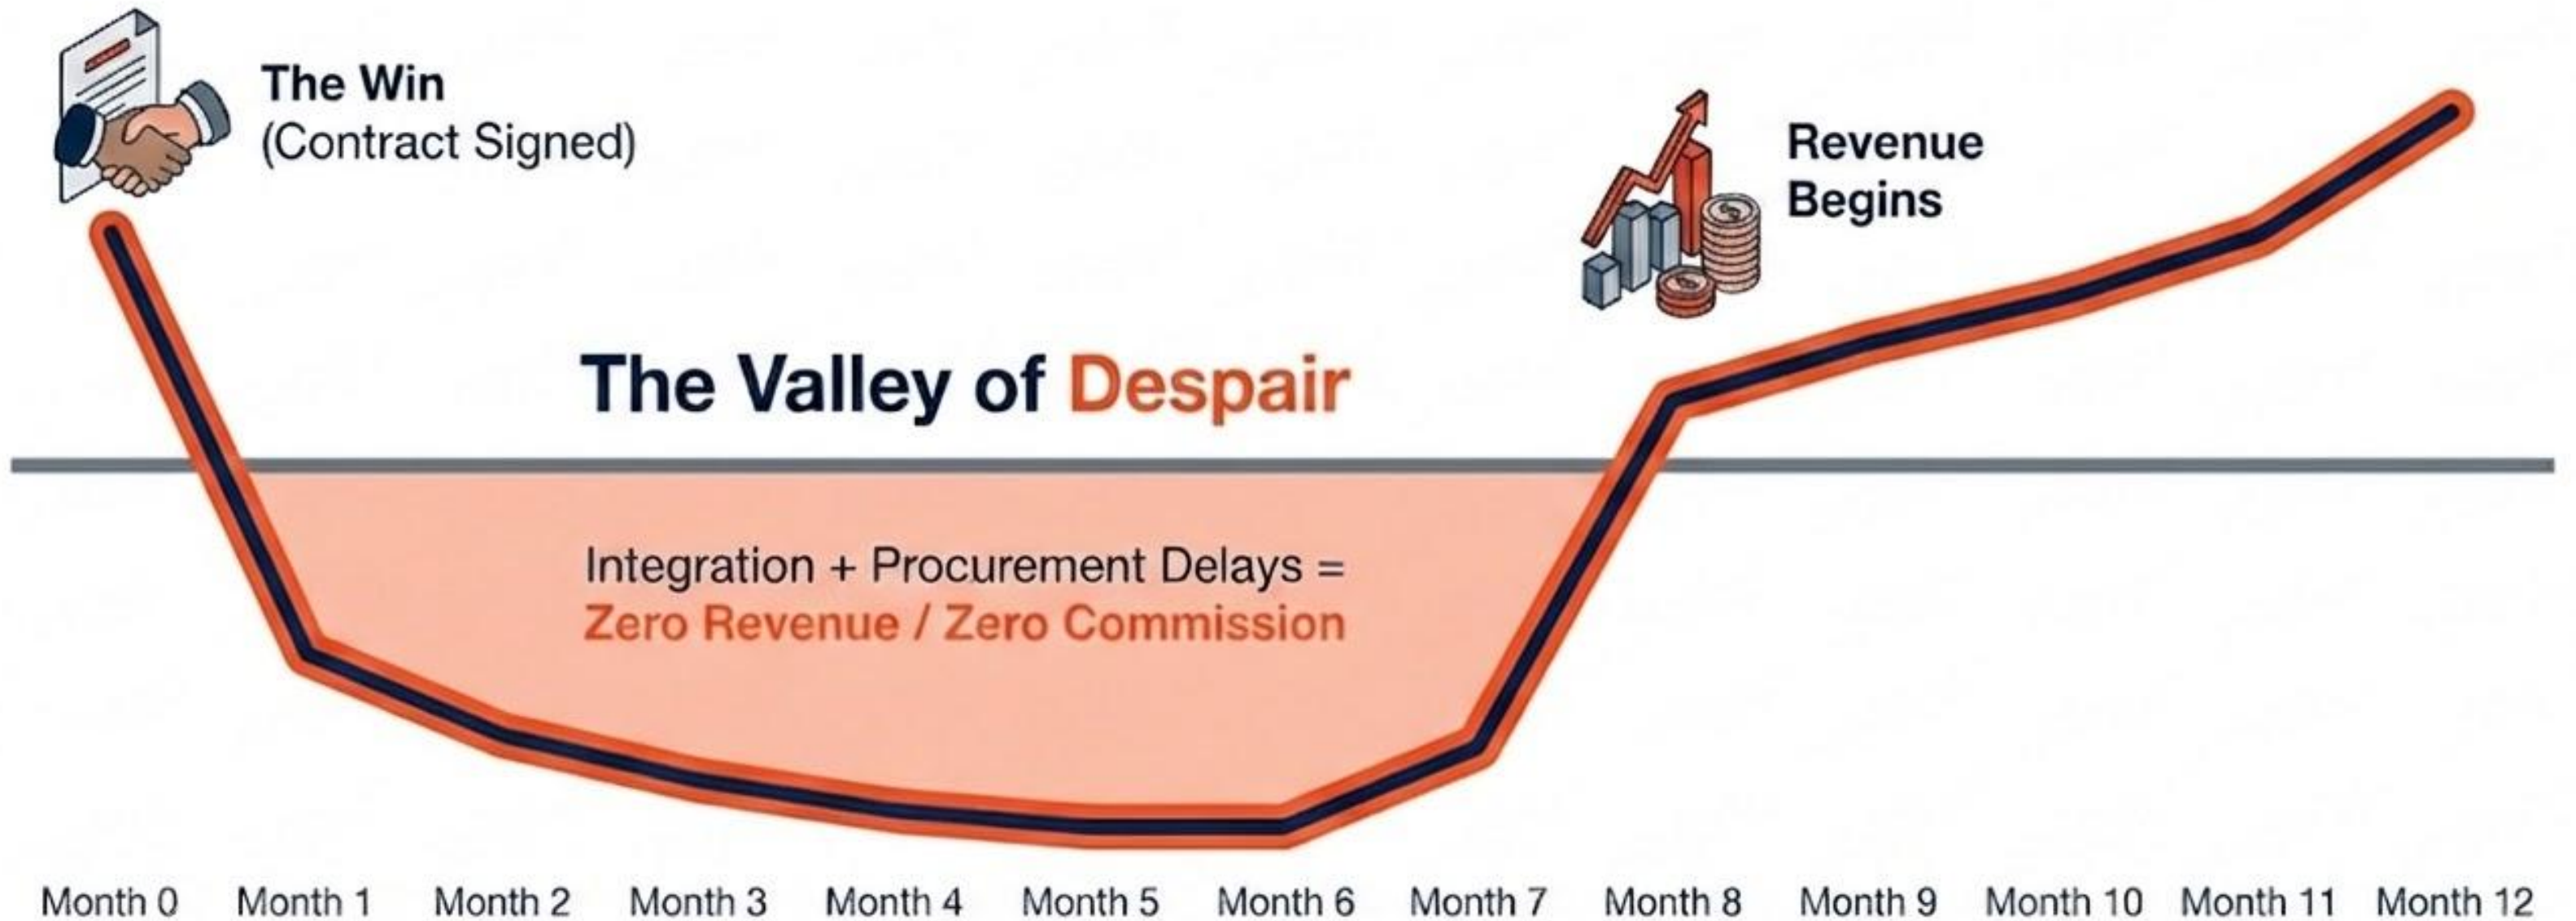 The Win
(Contract Signed)
Revenue
Begins
The Valley of Despair
Integration + Procurement Delays =
Zero Revenue / Zero Commission
Month 0
Month 1
Month 2
Month 3
Month 4
Month 5
Month 6
Month 7
Month 8
Month 9
Month 10
Month 11
Month 12